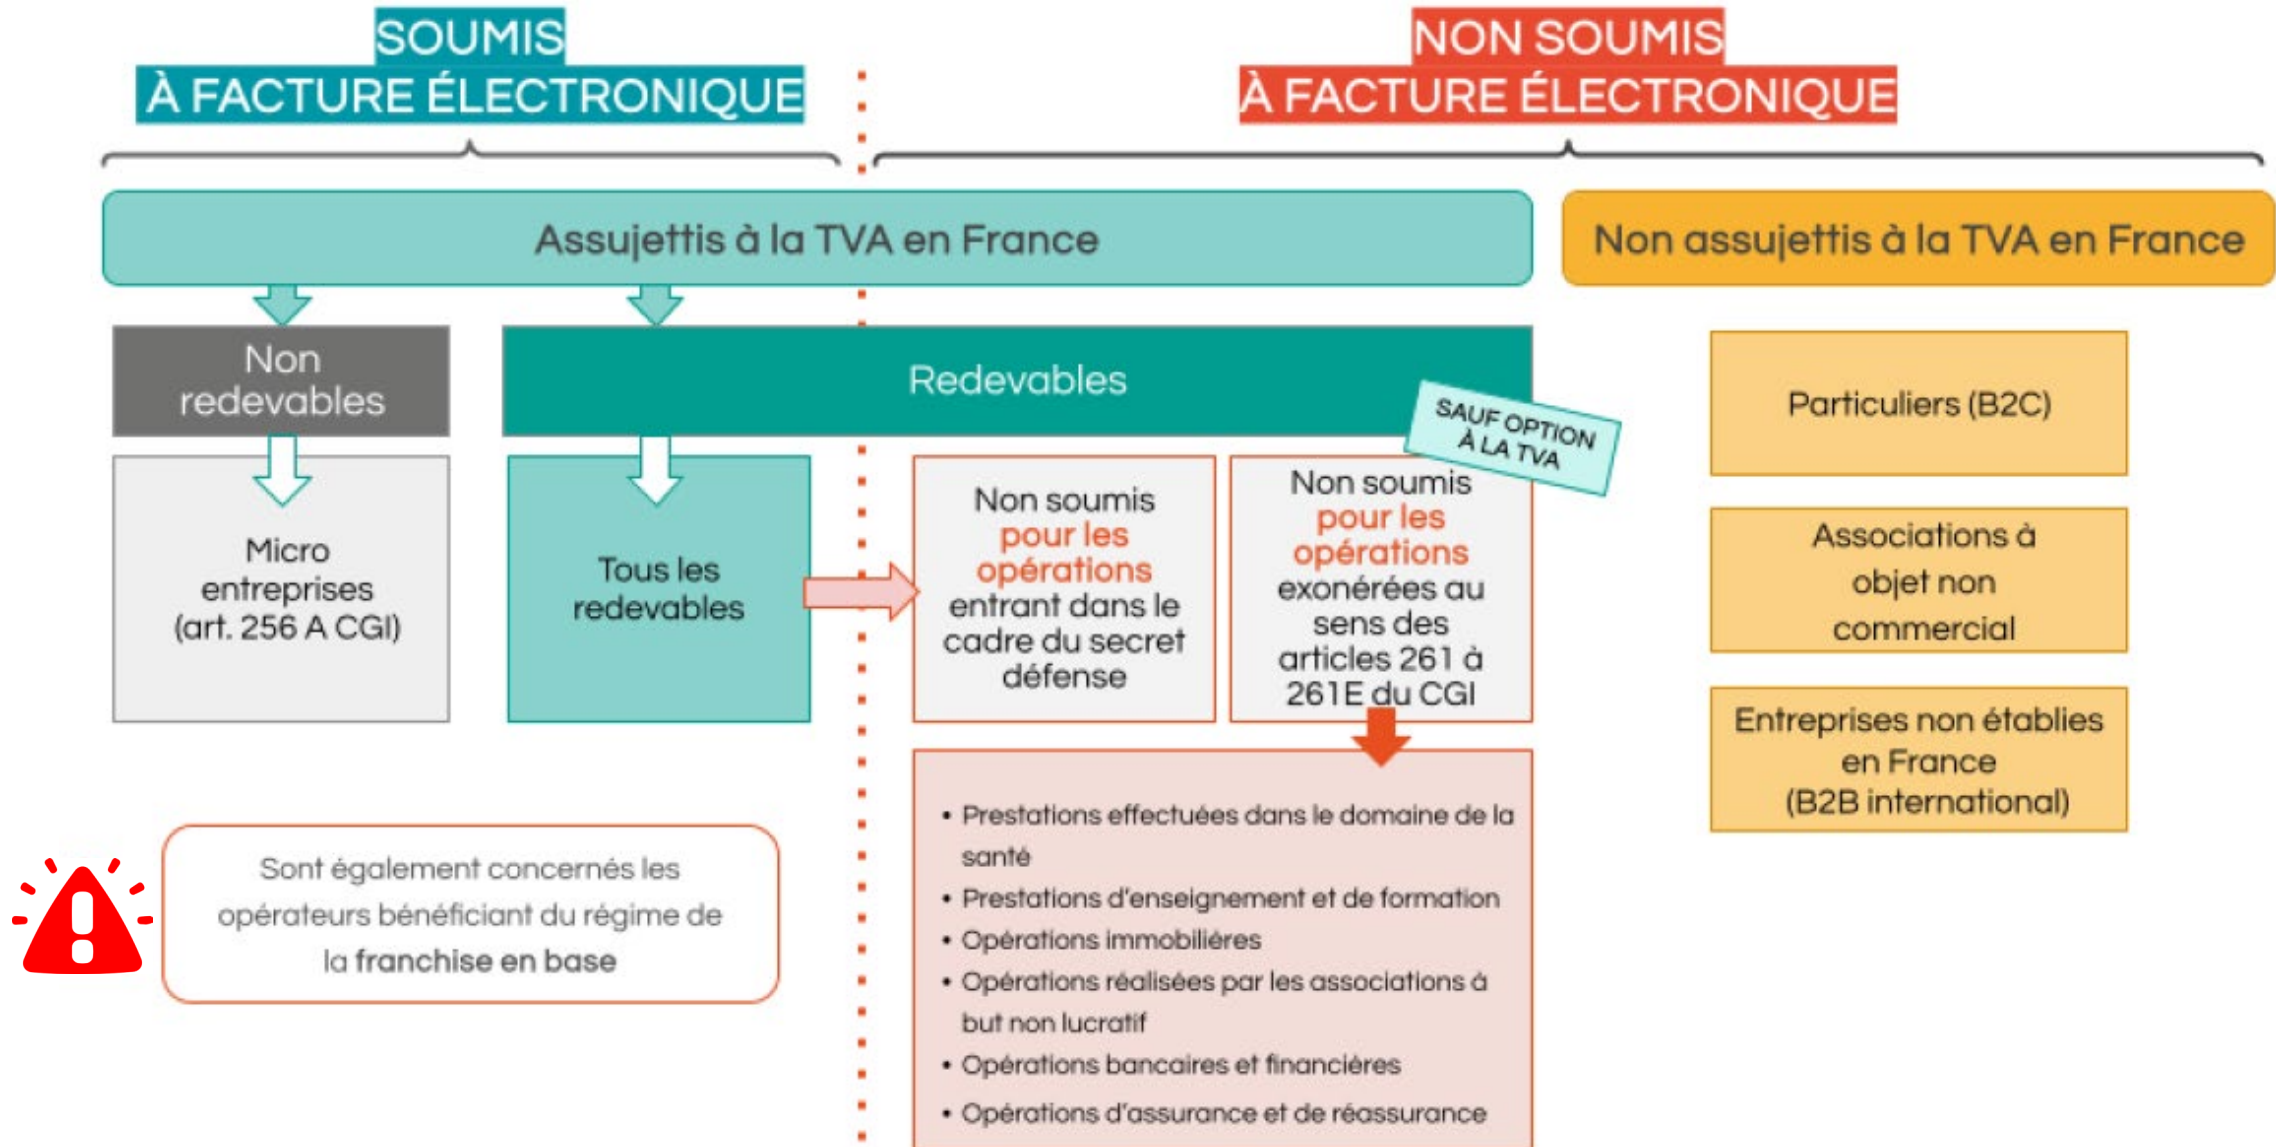 SOUMIS
À FACTURE ÉLECTRONIQUE
NON SOUMIS
À FACTURE ÉLECTRONIQUE
Assujettis à la TVA en France
Non assujettis à la TVA en France
Non
redevables
Redevables
SAUF OPTION
À LA TVA
Micro
entreprises
(art. 256 A CGI)
Tous les
redevables
Non soumis
pour les
opérations
entrant dans le
cadre du secret
défense
Non soumis
pour les
opérations
exonérées au
sens des
articles 261 à
261E du CGI
Particuliers (B2C)
Associations à
objet non
commercial
Entreprises non établies
en France
(B2B international)
Sont également concernés les
opérateurs bénéficiant du régime de
la franchise en base
• Prestations effectuées dans le domaine de la
santé
• Prestations d'enseignement et de formation
• Opérations immobilières
• Opérations réalisées par les associations à
but non lucratif
• Opérations bancaires et financières
• Opérations d'assurance et de réassurance